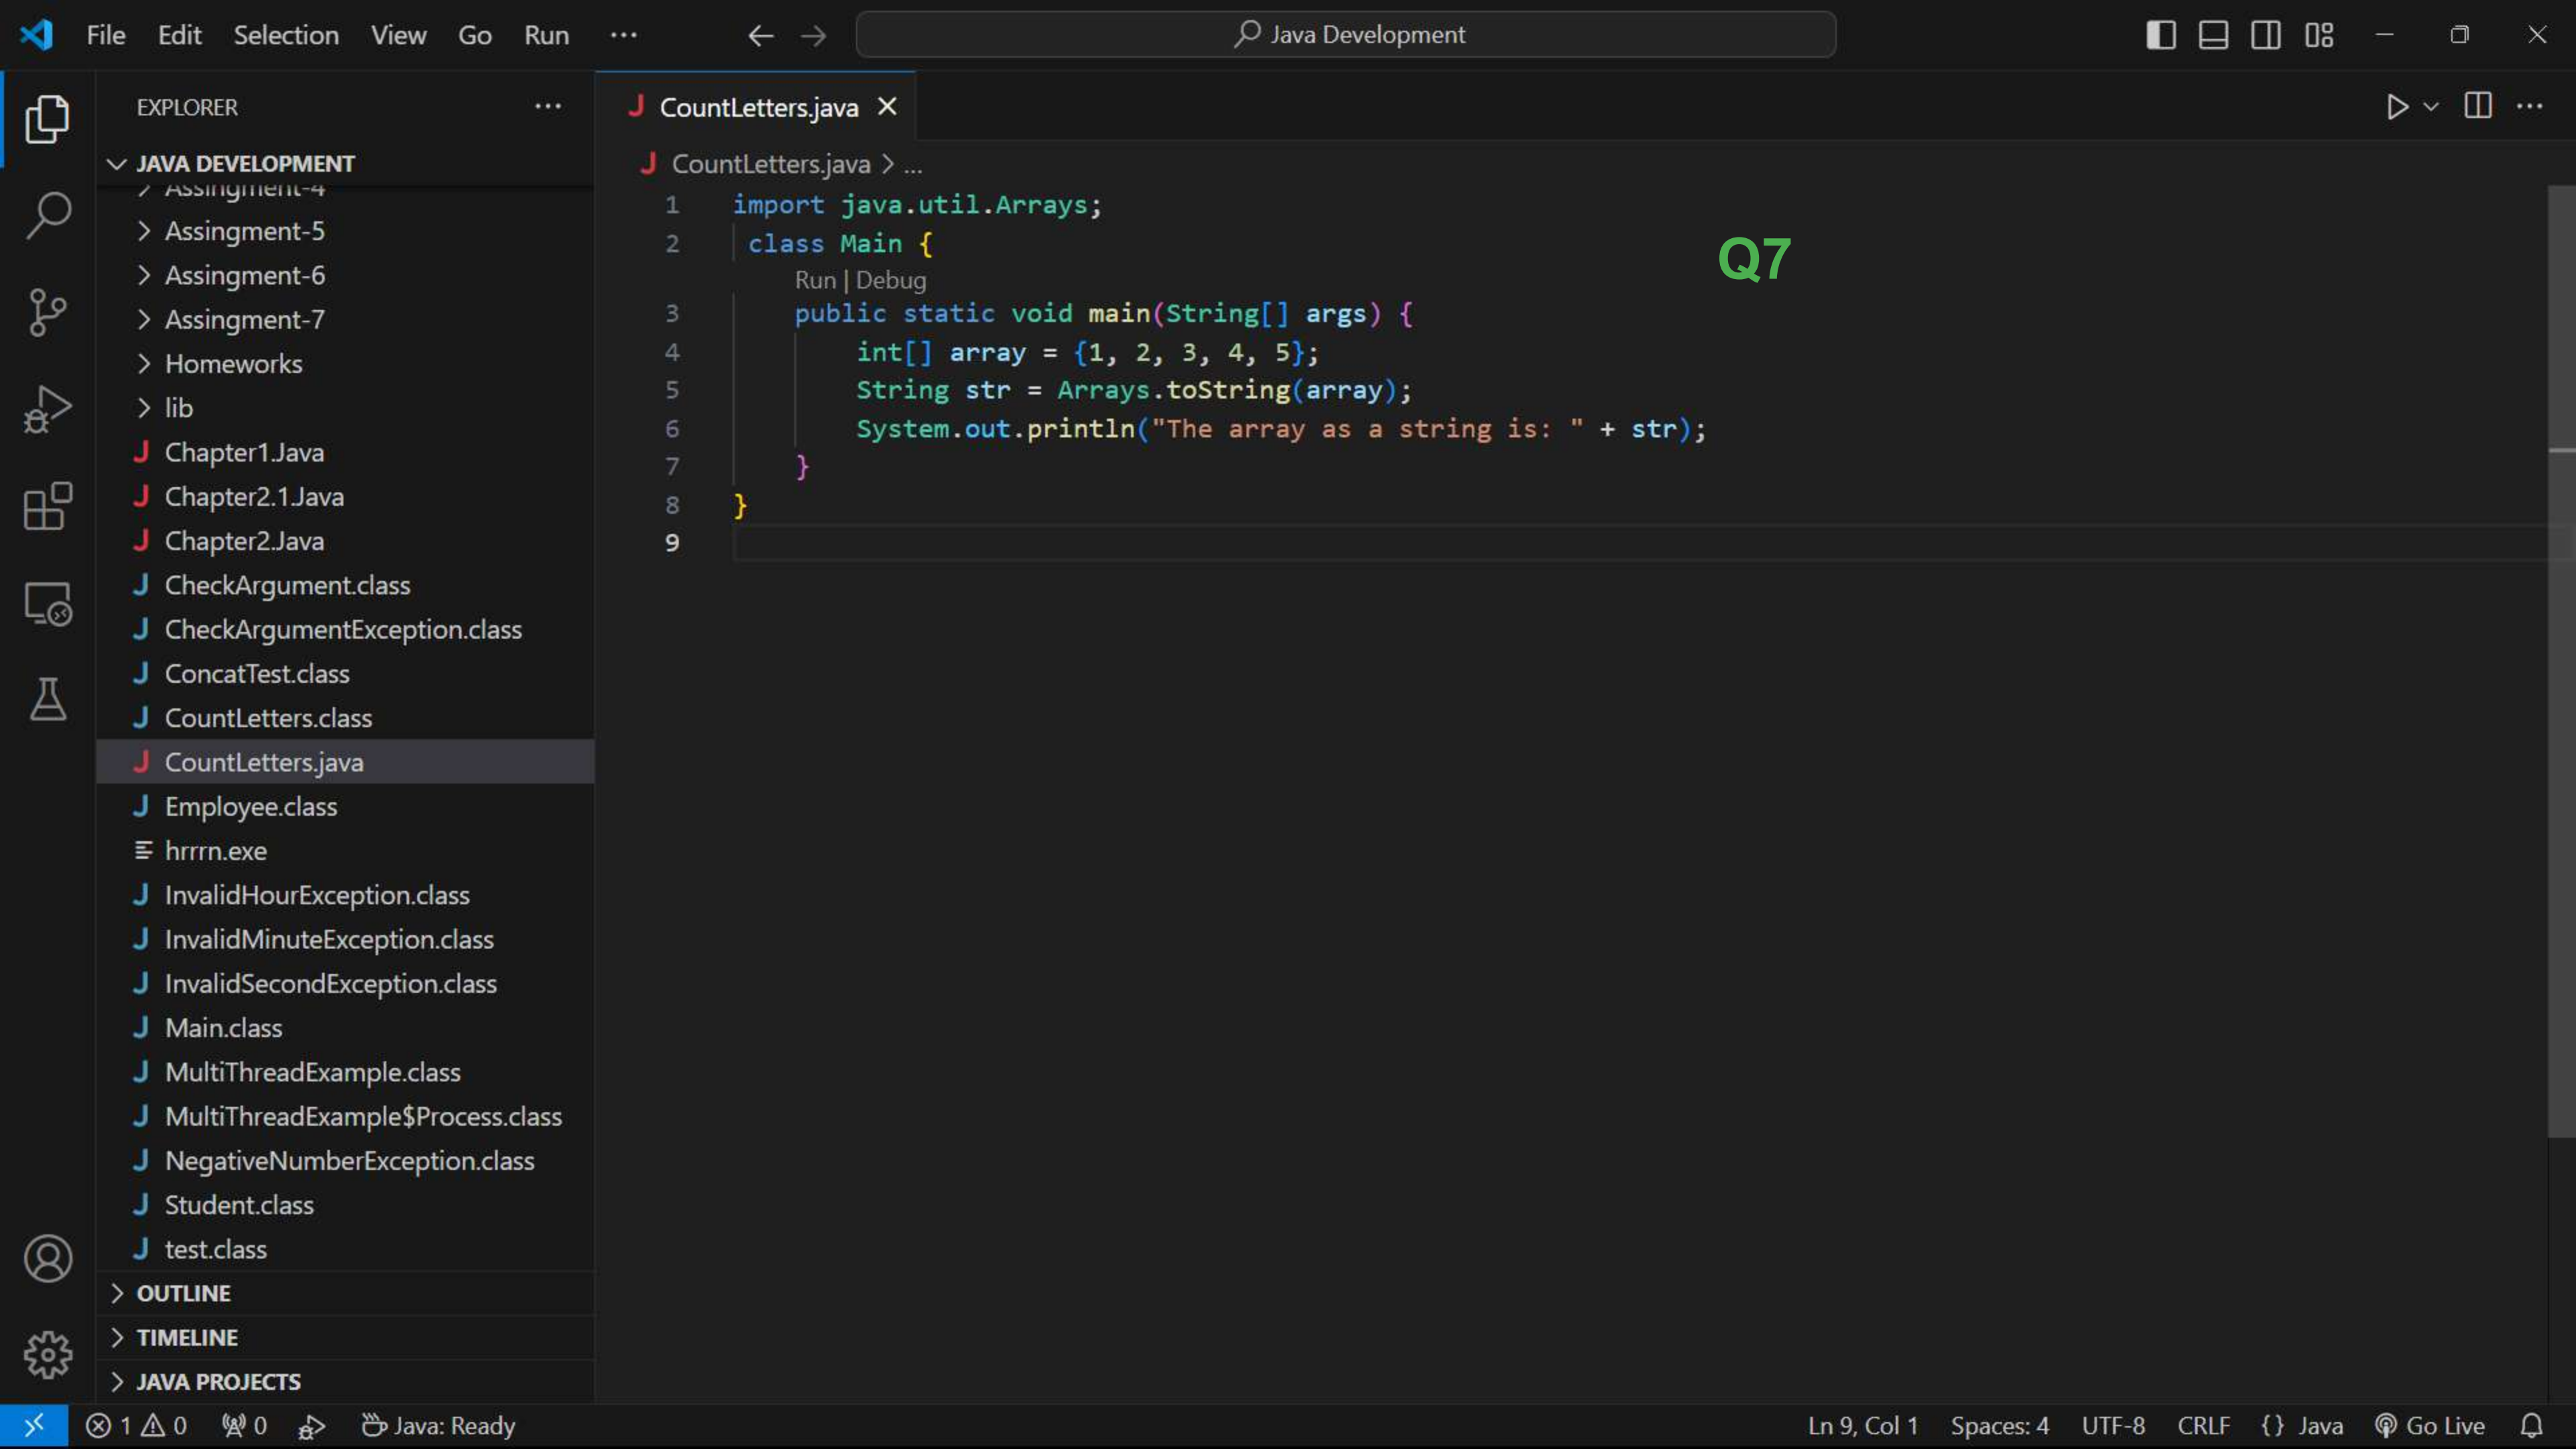 File Edit Selection View Go Run ··· ← → Java Development
EXPLORER ···
JAVA DEVELOPMENT
Assingment-4
Assingment-5
Assingment-6
Assingment-7
Homeworks
lib
Chapter1.Java
Chapter2.1.Java
Chapter2.Java
CheckArgument.class
CheckArgumentException.class
ConcatTest.class
CountLetters.class
CountLetters.java
Employee.class
hrrrn.exe
InvalidHourException.class
InvalidMinuteException.class
InvalidSecondException.class
Main.class
MultiThreadExample.class
MultiThreadExample$Process.class
NegativeNumberException.class
Student.class
test.class
OUTLINE
TIMELINE
JAVA PROJECTS
CountLetters.java
CountLetters.java > ...
1 import java.util.Arrays;
2 class Main {
Run | Debug
3 public static void main(String[] args) {
4 int[] array = {1, 2, 3, 4, 5};
5 String str = Arrays.toString(array);
6 System.out.println("The array as a string is: " + str);
7 }
8 }
9
Q7
1 0 0 Java: Ready Ln 9, Col 1 Spaces: 4 UTF-8 CRLF {} Java Go Live